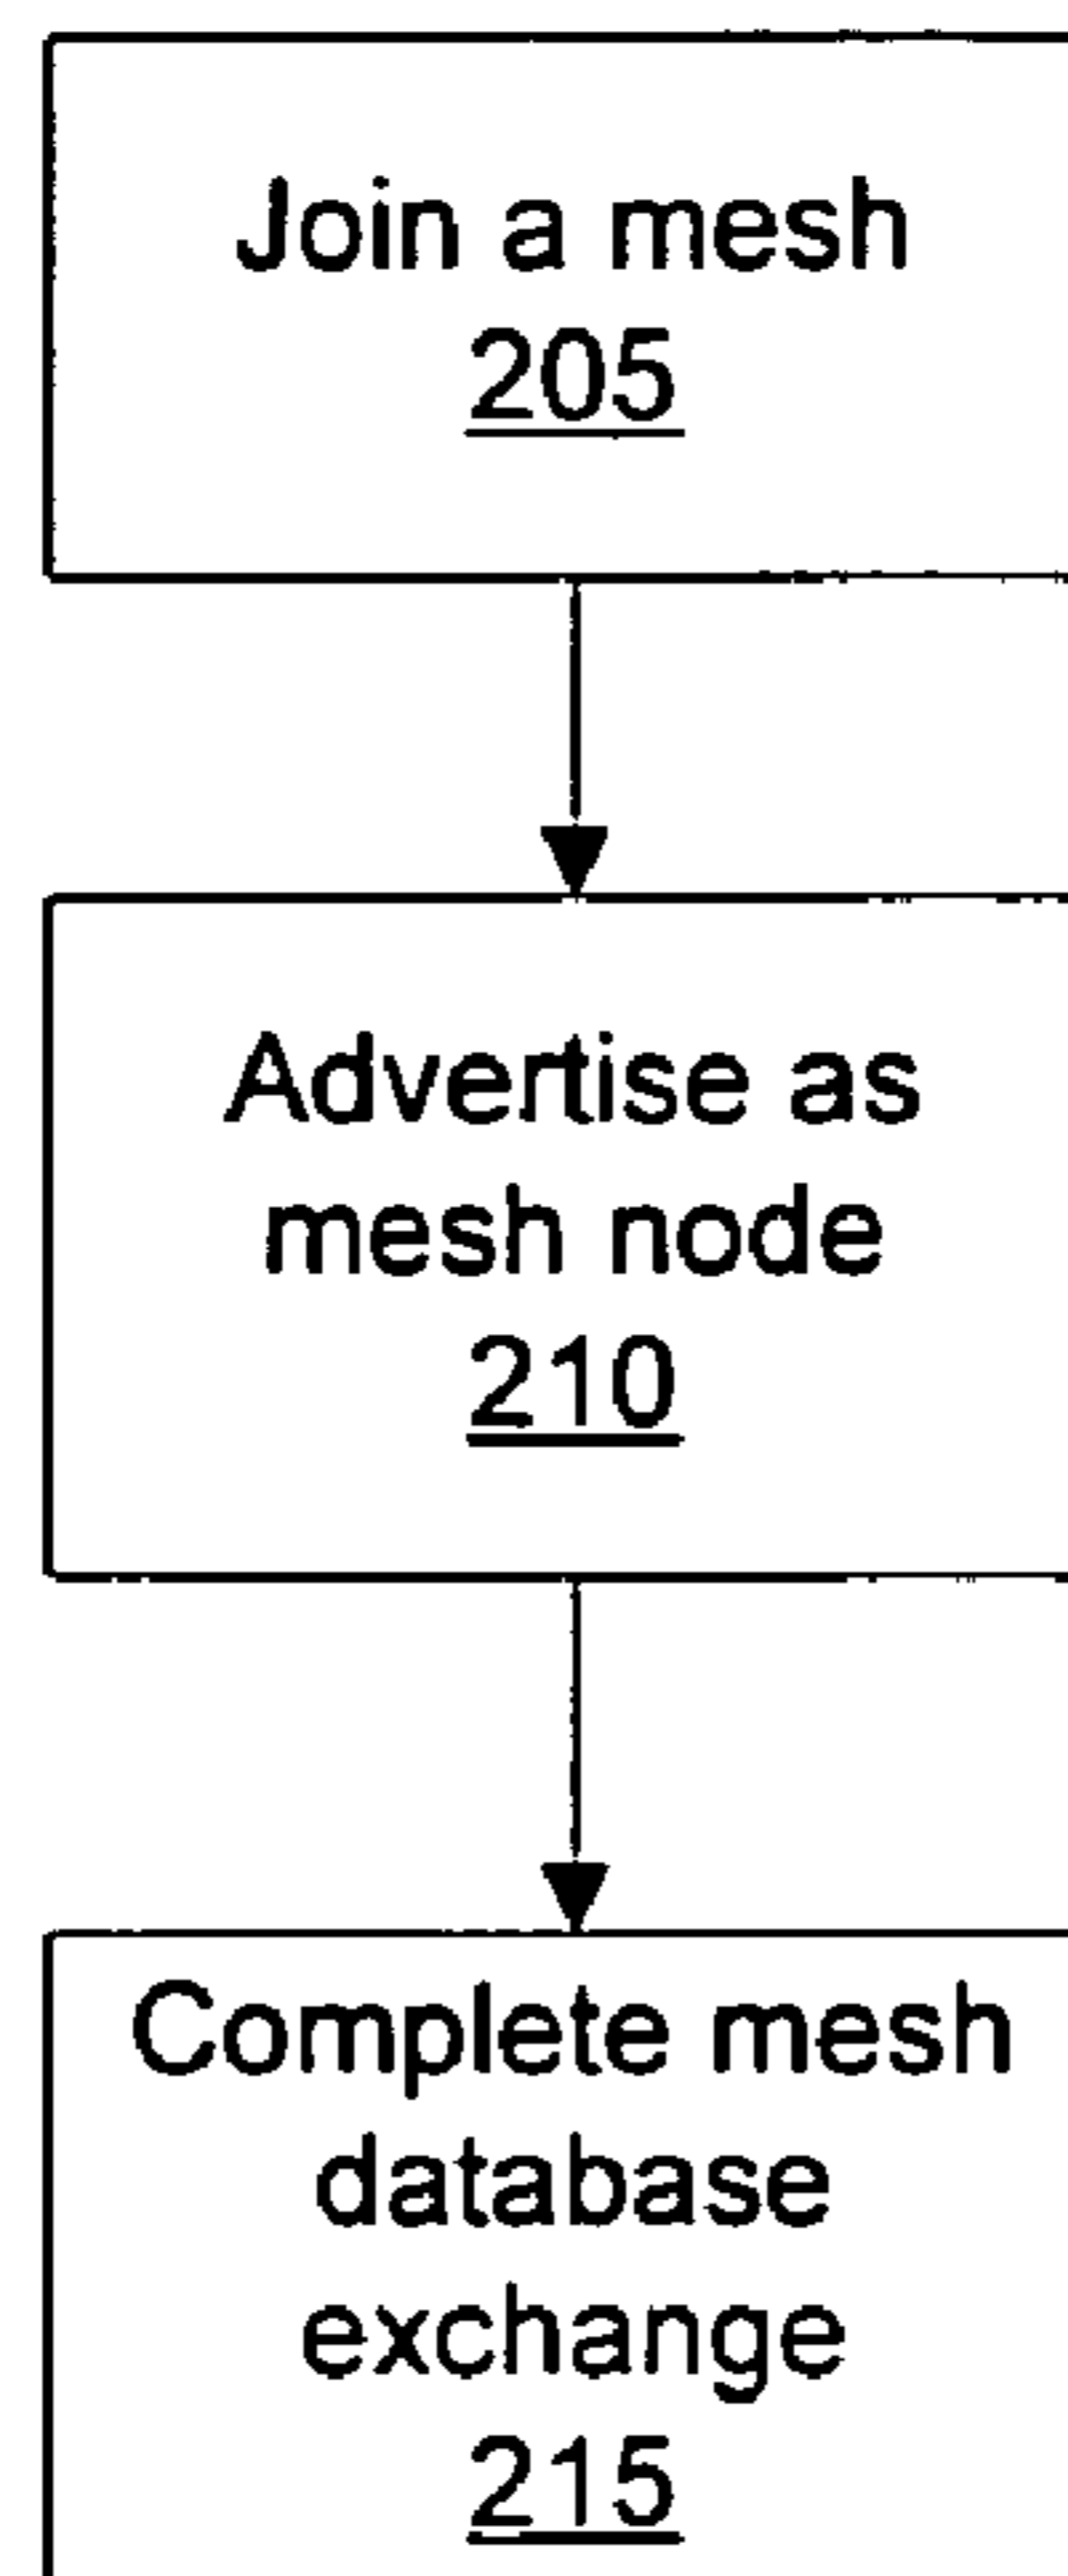 Join a mesh
205
Advertise as
mesh node
210
Complete mesh
database
exchange
215